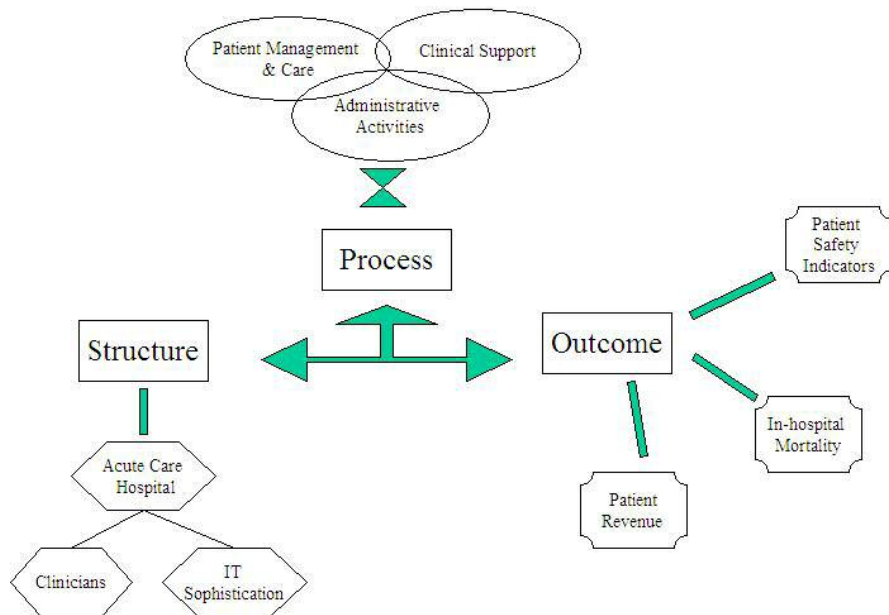 Patient Management
& Care
Clinical Support
Administrative
Activities
Process
Patient
Safety
Indicators
Structure
Outcome
In-hospital
Mortality
Acute Care
Hospital
Patient
Revenue
Clinicians
IT
Sophistication